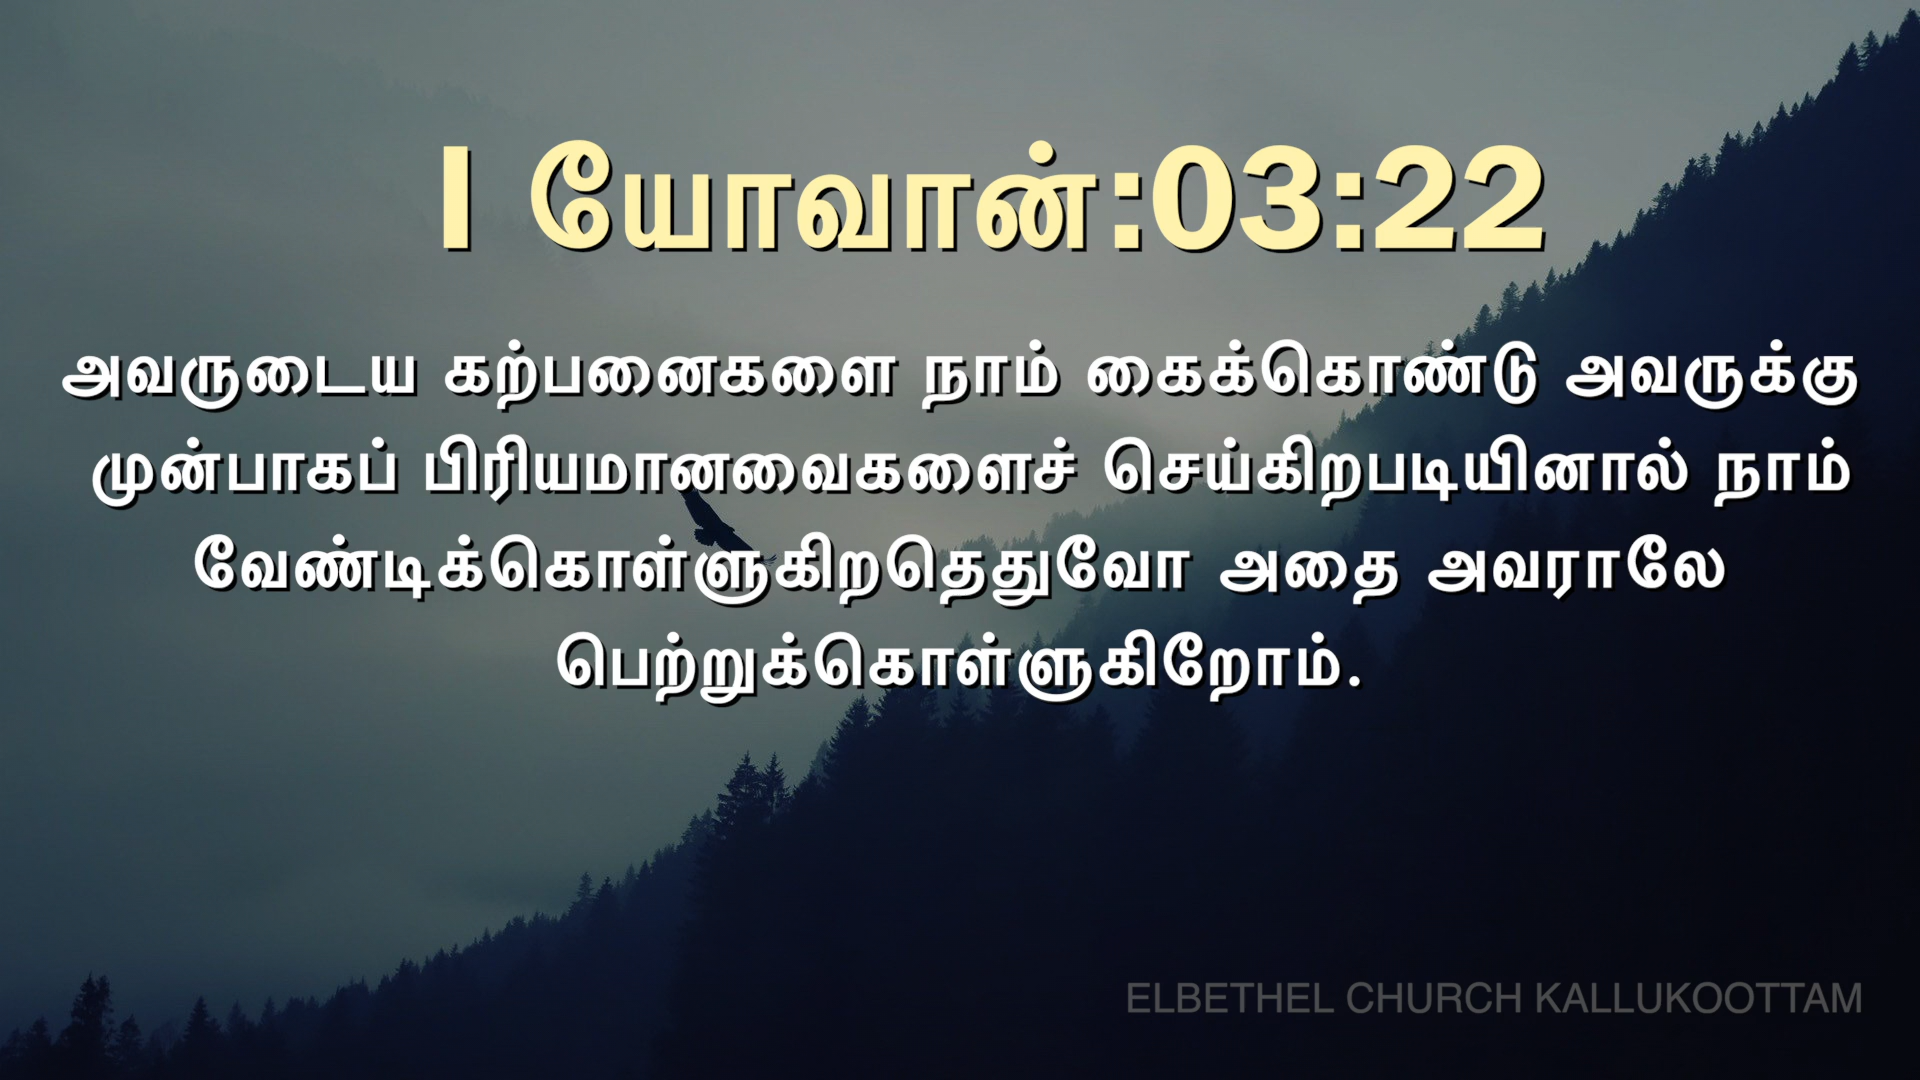 I யோவான்:03:22
அவருடைய கற்பனைகளை நாம் கைக்கொண்டு அவருக்கு
முன்பாகப் பிரியமானவைகளைச் செய்கிறபடியினால் நாம்
வேண்டிக்கொள்ளுகிறதெதுவோ அதை அவராலே
பெற்றுக்கொள்ளுகிறோம்.
ELBETHEL CHURCH KALLUKOOTTAM